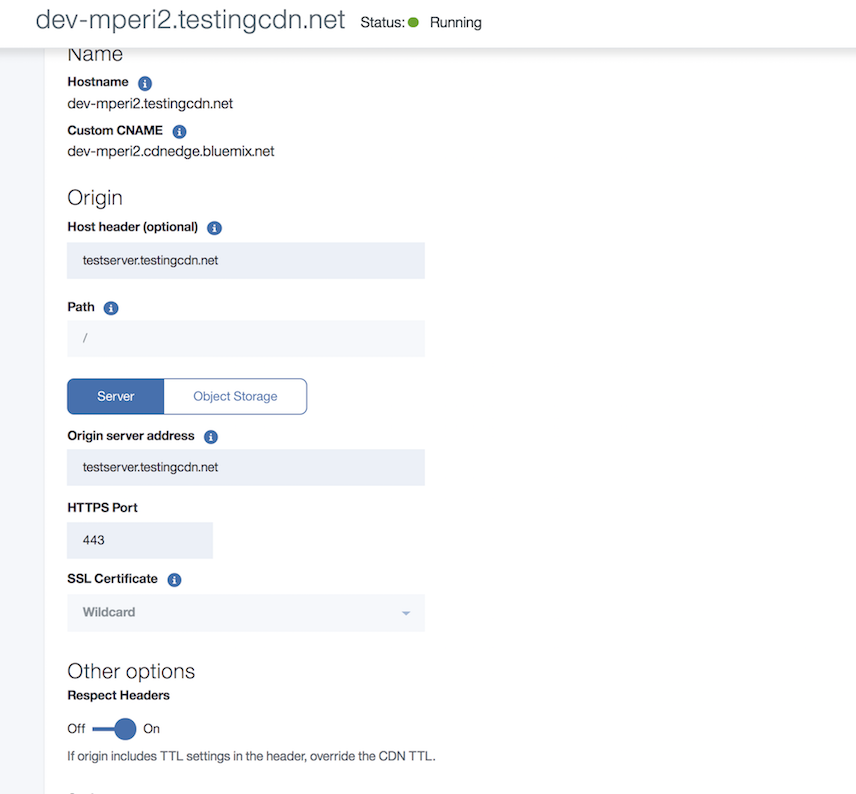 dev-mperi2.testingcdn.net Status: Running
Name
Hostname
dev-mperi2.testingcdn.net
Custom CNAME
dev-mperi2.cdnedge.bluemix.net
Origin
Host header (optional)
testserver.testingcdn.net
Path
/
Server Object Storage
Origin server address
testserver.testingcdn.net
HTTPS Port
443
SSL Certificate
Wildcard
Other options
Respect Headers
Off On
If origin includes TTL settings in the header, override the CDN TTL.